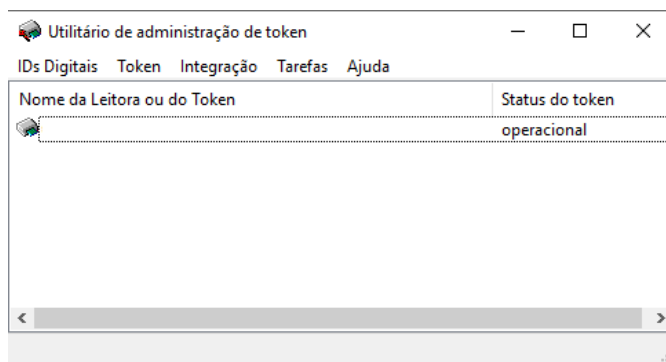 Utilitário de administração de token
IDs Digitais Token Integração Tarefas Ajuda
Nome da Leitora ou do Token Status do token
operacional